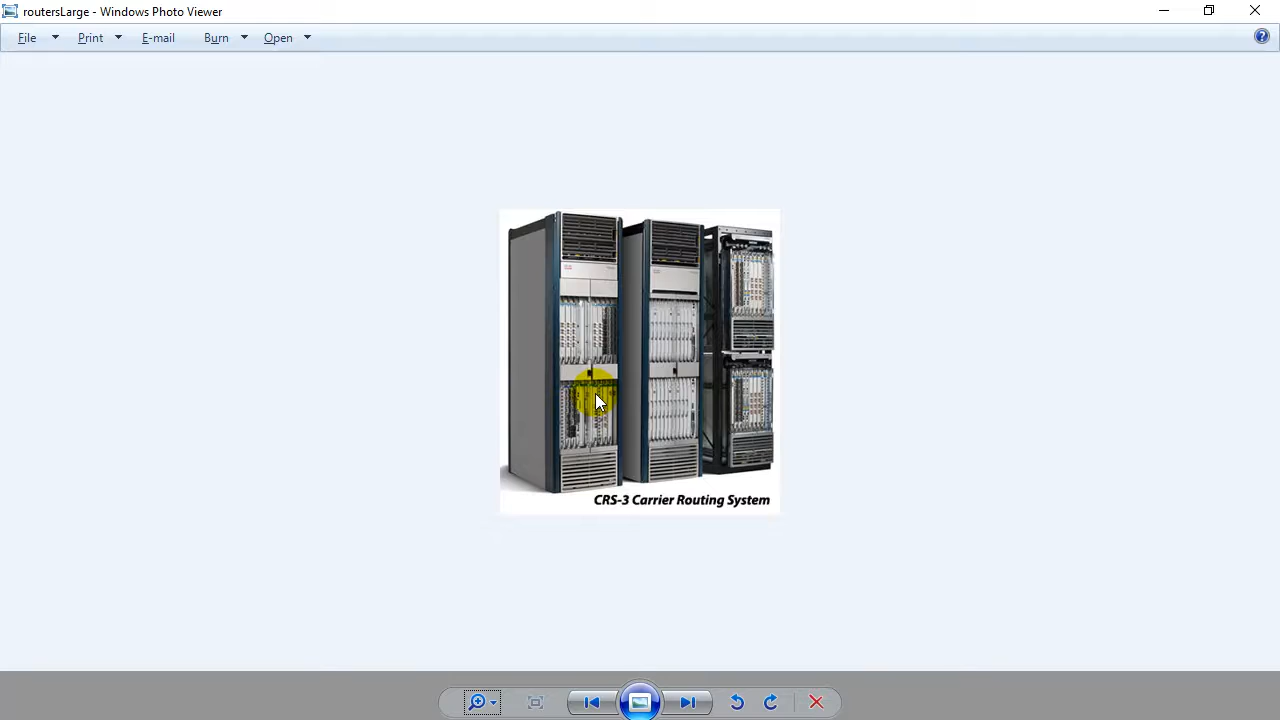 routersLarge - Windows Photo Viewer
File Print E-mail Burn Open
CRS-3 Carrier Routing System